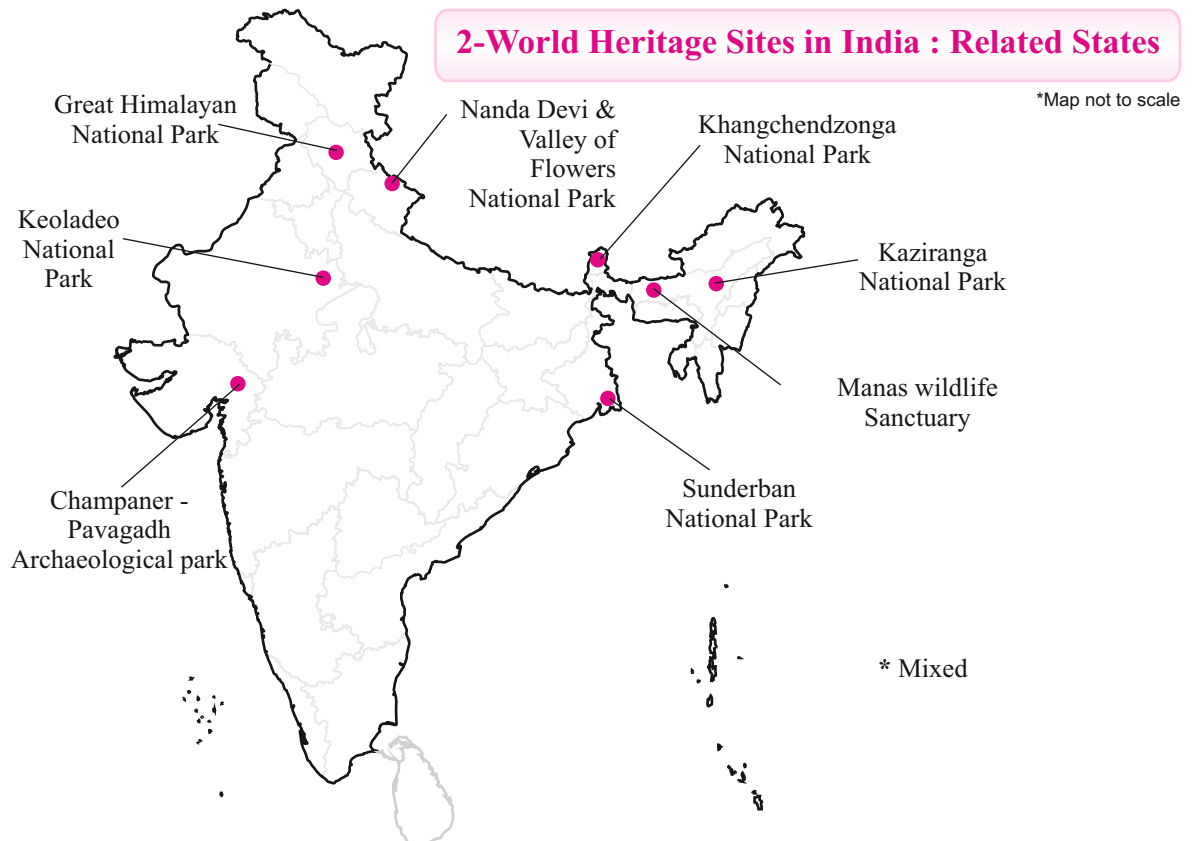 2-World Heritage Sites in India : Related States
*Map not to scale
Great Himalayan
National Park
Nanda Devi &
Valley of
Flowers
National Park
Khangchendzonga
National Park
Keoladeo
National
Park
Kaziranga
National Park
Manas wildlife
Sanctuary
Sunderban
National Park
Champaner -
Pavagadh
Archaeological park
* Mixed